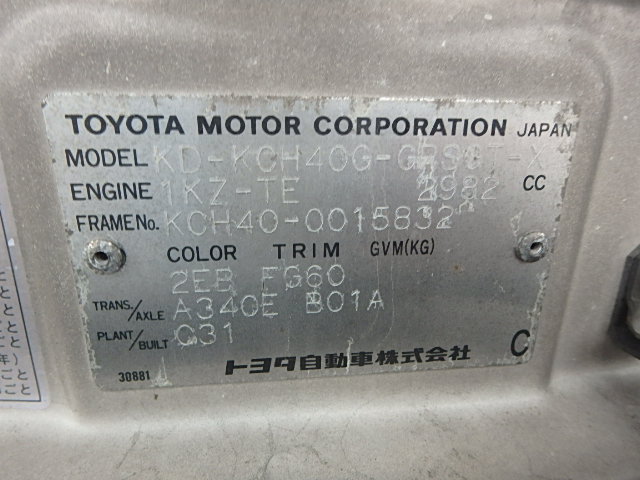 TOYOTA MOTOR CORPORATION JAPAN
MODEL KD-KCH40G-GRSGT-X
ENGINE 1KZ-TE 2982 CC
FRAME No. KCH40-0015832
COLOR TRIM GVM(KG)
2EB FG60
TRANS./AXLE A340E B01A
PLANT/BUILT C31
トヨタ自動車株式会社 C
30881